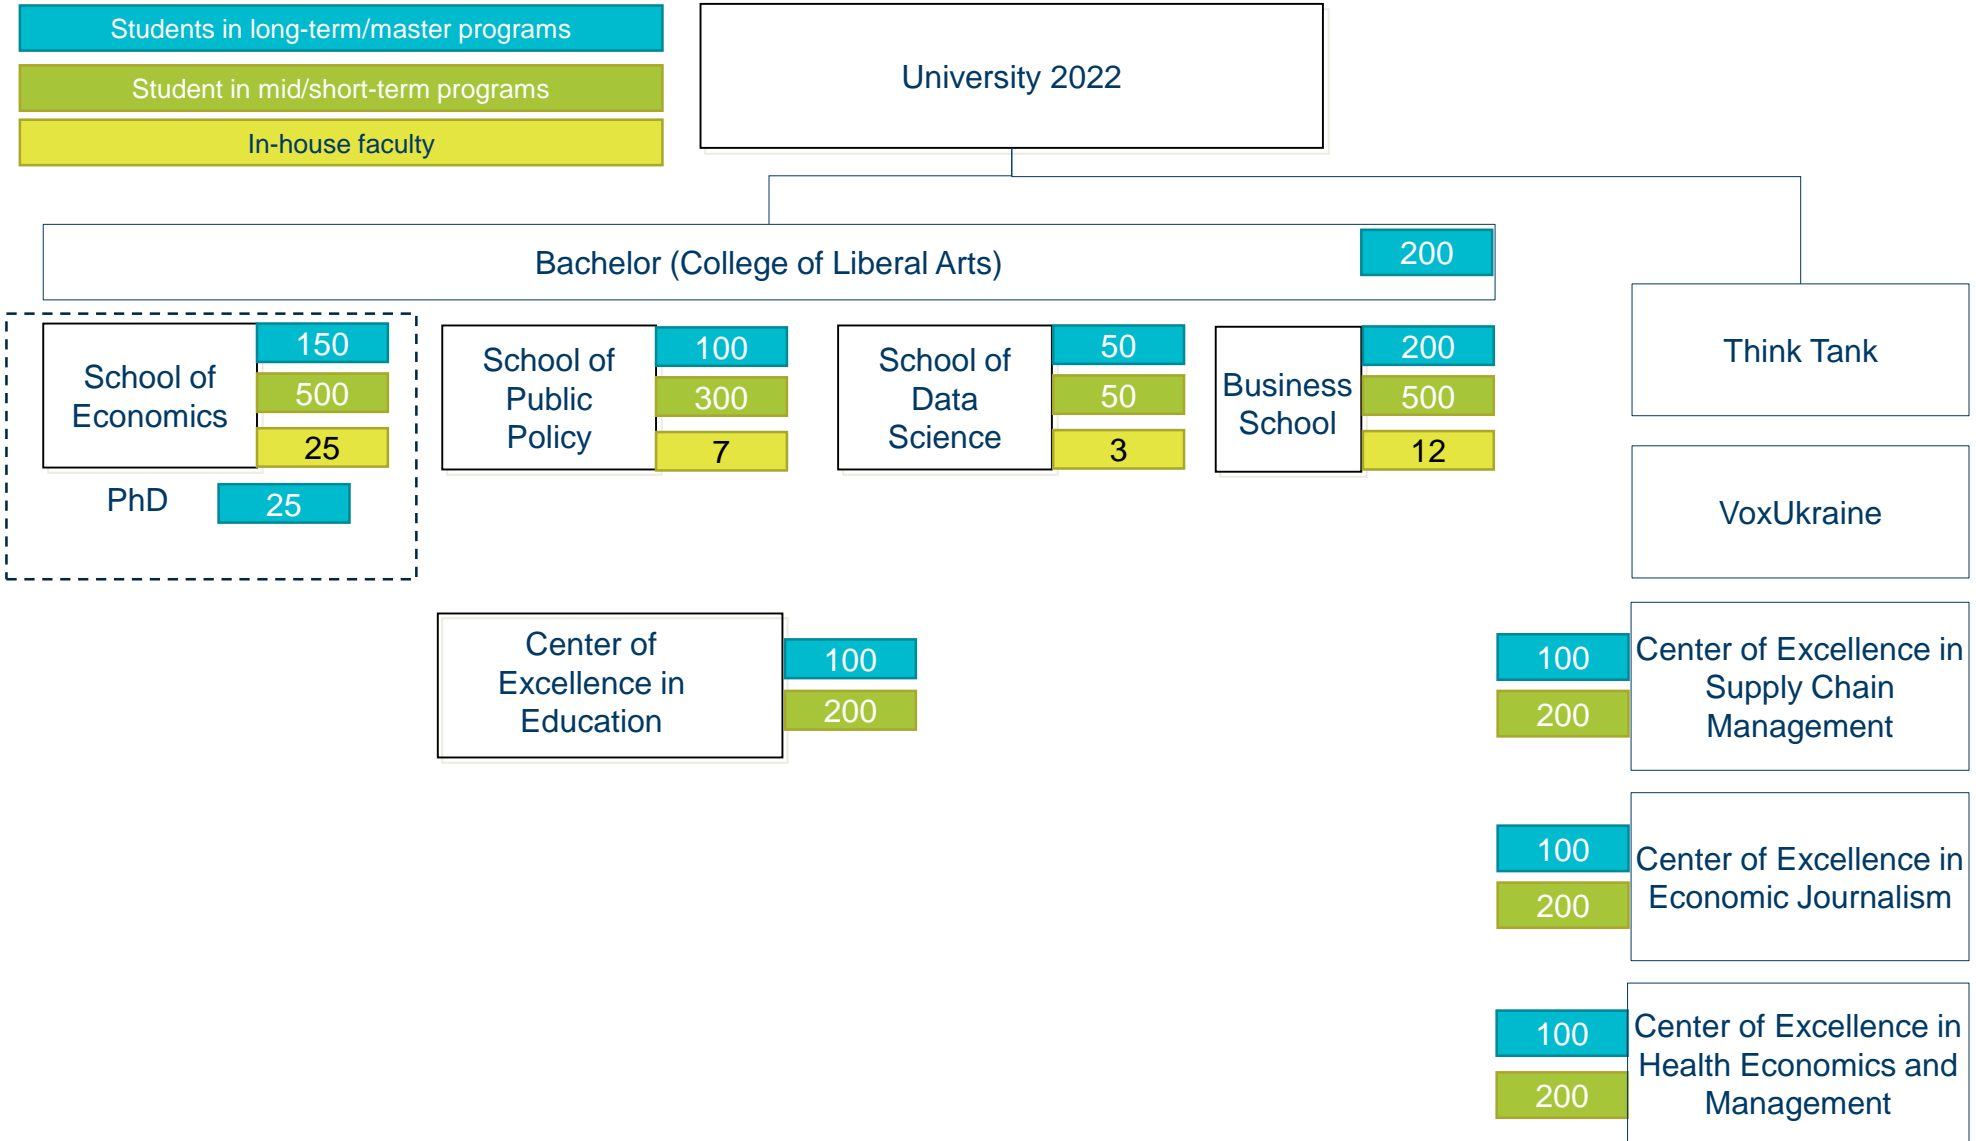 Students in long-term/master programs
Student in mid/short-term programs
In-house faculty
University 2022
Bachelor (College of Liberal Arts)
200
School of
Economics
150
500
25
PhD
25
School of
Public
Policy
100
300
7
School of
Data
Science
50
50
3
Business
School
200
500
12
Think Tank
VoxUkraine
Center of
Excellence in
Education
100
200
100
200
Center of Excellence in
Supply Chain
Management
100
200
Center of Excellence in
Economic Journalism
100
200
Center of Excellence in
Health Economics and
Management